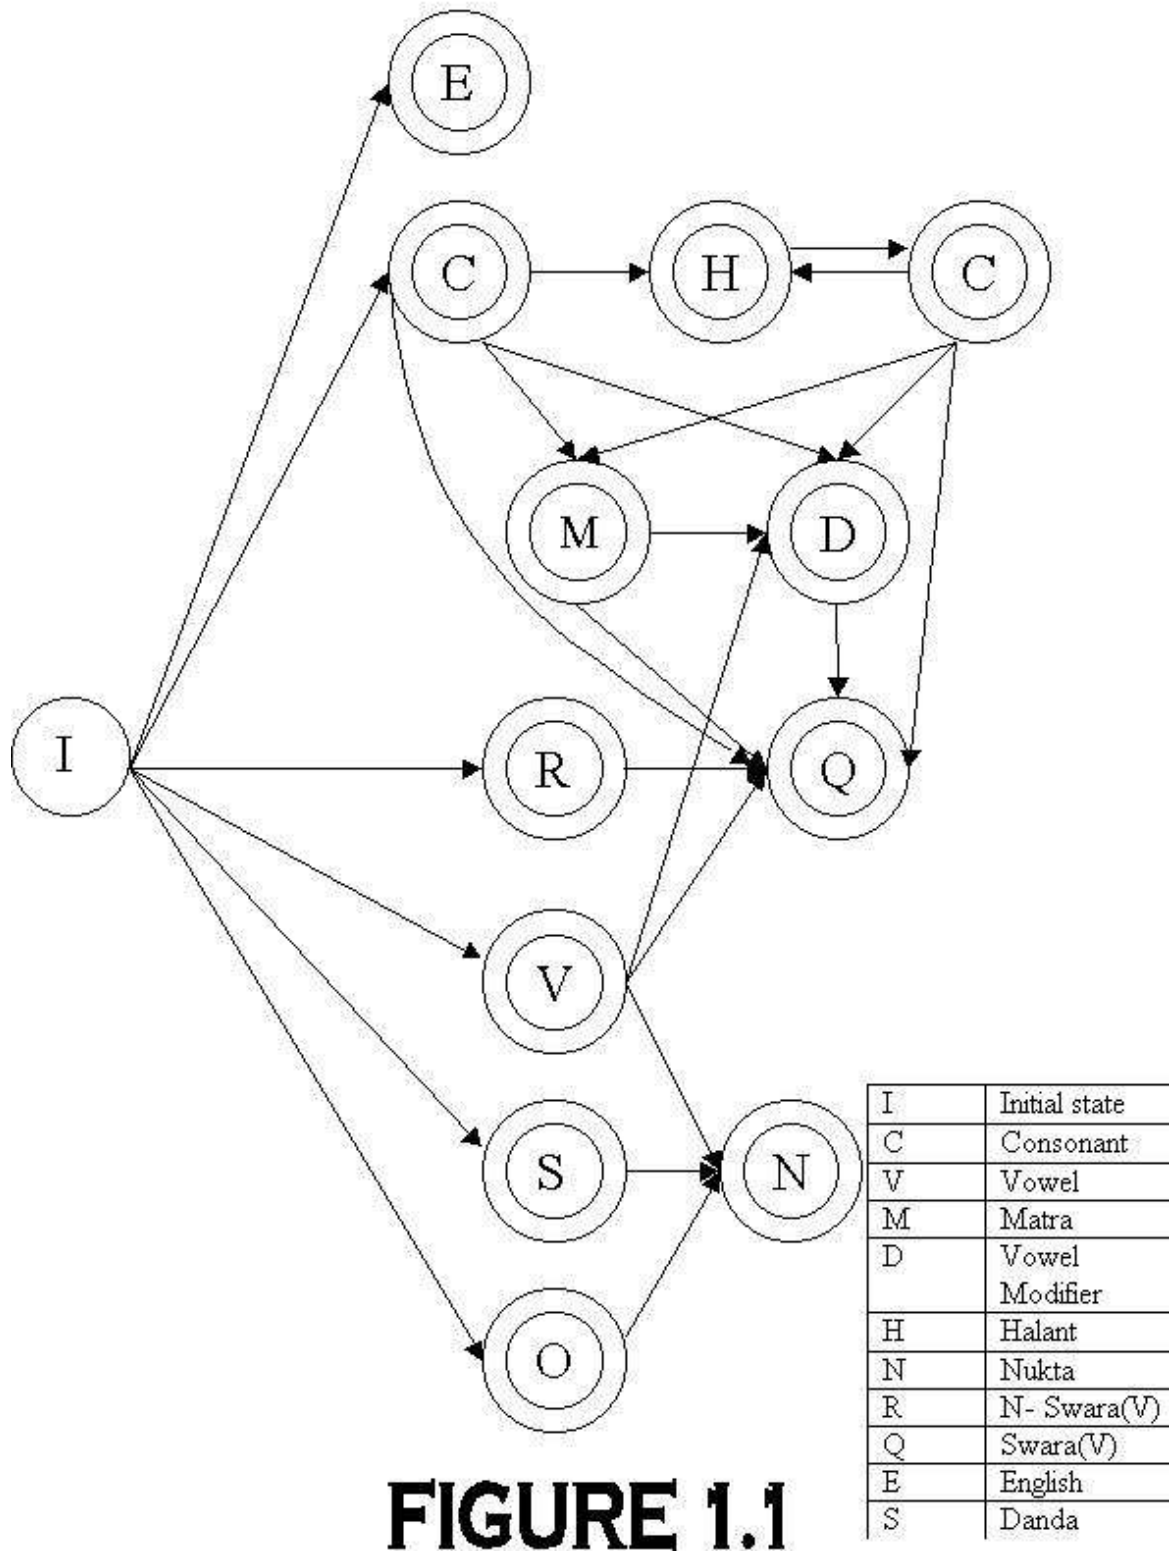 E
C H C
M D
I R Q
V
S N
O
I Initial state
C Consonant
V Vowel
M Matra
D Vowel
Modifier
H Halant
N Nukta
R N- Swara(V)
Q Swara(V)
E English
S Danda
FIGURE 1.1